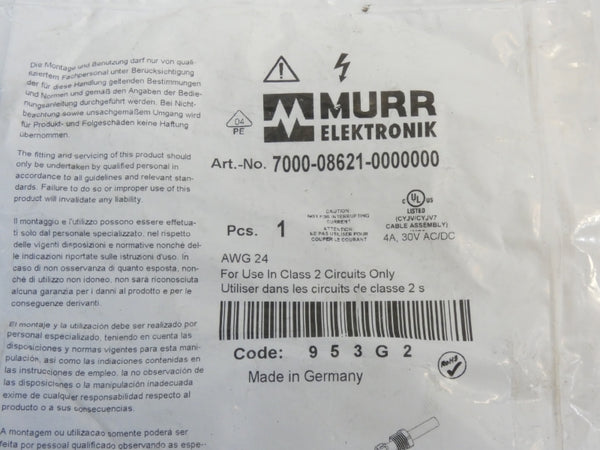 Die Montage und Benutzung darf nur von quali-
fiziertem Fachpersonal unter Berücksichtigung
der für diese Handlung geltenden Bestimmungen
und Normen und gemäß den Angaben der Bedie-
nungsanleitung durchgeführt werden. Bei Nicht-
beachtung sowie unsachgemäßem Umgang wird
für Produkt- und Folgeschäden keine Haftung
übernommen.
The fitting and servicing of this product should
only be undertaken by qualified personal in
accordance to all guidelines and relevant stan-
dards. Failure to do so or improper use of this
product will invalidate any liability.
Il montaggio e l'utilizzo possono essere effetua-
ti solo dal personale specializzato, nel rispetto
delle vigenti disposizioni e normative nonché del-
le indicazioni riportate sulle istruzioni d'uso. In
caso di non osservanza di quanto esposto, non-
ché di utilizzo non idoneo, non sarà riconosciuta
alcuna garanzia per i danni al prodotto e per le
conseguenze derivanti.
El montaje y la utilización debe ser realizado por
personal especializado, teniendo en cuenta las
disposiciones y normas vigentes para esta mani-
pulación, así como las indiaciones contenidas en
las instrucciones de empleo. la no observación de
las disposiciones o la manipulación inadecuada
exime de cualquier responsabilidad respecto al
producto o a sus consecuencias.
A montagem ou utilizacao somente poderá ser
feita por pessoal qualificado observando as espe-
04
PE
MURR
ELEKTRONIK
Art.-No. 7000-08621-0000000
Pcs. 1
CAUTION:
NOT FOR INTERRUPTING
CURRENT.
ATTENTION:
NE PAS UTILISER POUR
COUPER LE COURANT
c UL US
LISTED
(CYJV/CYJV7
CABLE ASSEMBLY)
4A, 30V AC/DC
AWG 24
For Use In Class 2 Circuits Only
Utiliser dans les circuits de classe 2 s
Code: 953G2
Made in Germany
RoHS